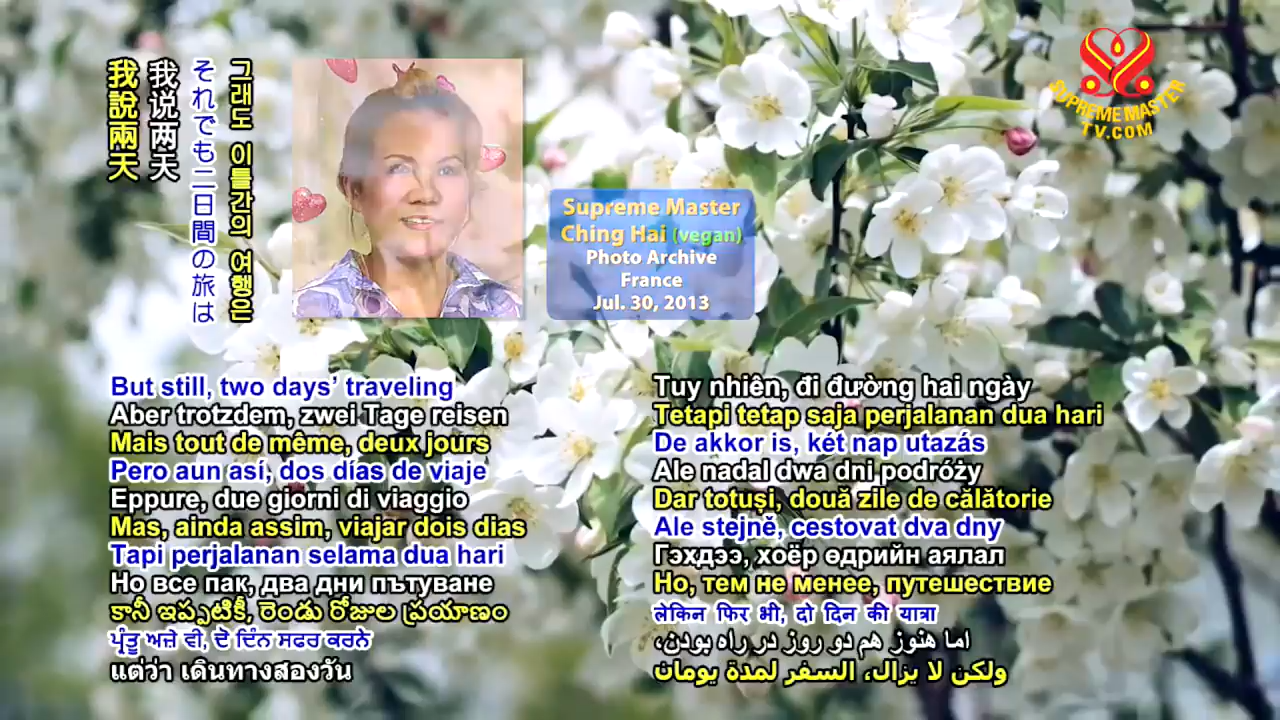 我說兩天
我说两天
それでも二日間の旅は
그래도 이틀간의 여행은
SUPREME MASTER
TV.COM
Supreme Master
Ching Hai (vegan)
Photo Archive
France
Jul. 30, 2013
But still, two days’ traveling
Aber trotzdem, zwei Tage reisen
Mais tout de même, deux jours
Pero aun así, dos días de viaje
Eppure, due giorni di viaggio
Mas, ainda assim, viajar dois dias
Tapi perjalanan selama dua hari
Но все пак, два дни пътуване
కానీ ఇప్పటికీ, రెండు రోజుల ప్రయాణం
ਪ੍ਰੰਤੂ ਅਜੇ ਵੀ, ਦੋ ਦਿੰਨ ਸਫਰ ਕਰਨੇ
แต่ว่า เดินทางสองวัน
Tuy nhiên, đi đường hai ngày
Tetapi tetap saja perjalanan dua hari
De akkor is, két nap utazás
Ale nadal dwa dni podróży
Dar totuși, două zile de călătorie
Ale stejně, cestovat dva dny
Гэхдээ, хоёр өдрийн аялал
Но, тем не менее, путешествие
लेकिन फिर भी, दो दिन की यात्रा
اما هنوز هم دو روز در راه بودن،
ولكن لا يزال، السفر لمدة يومان